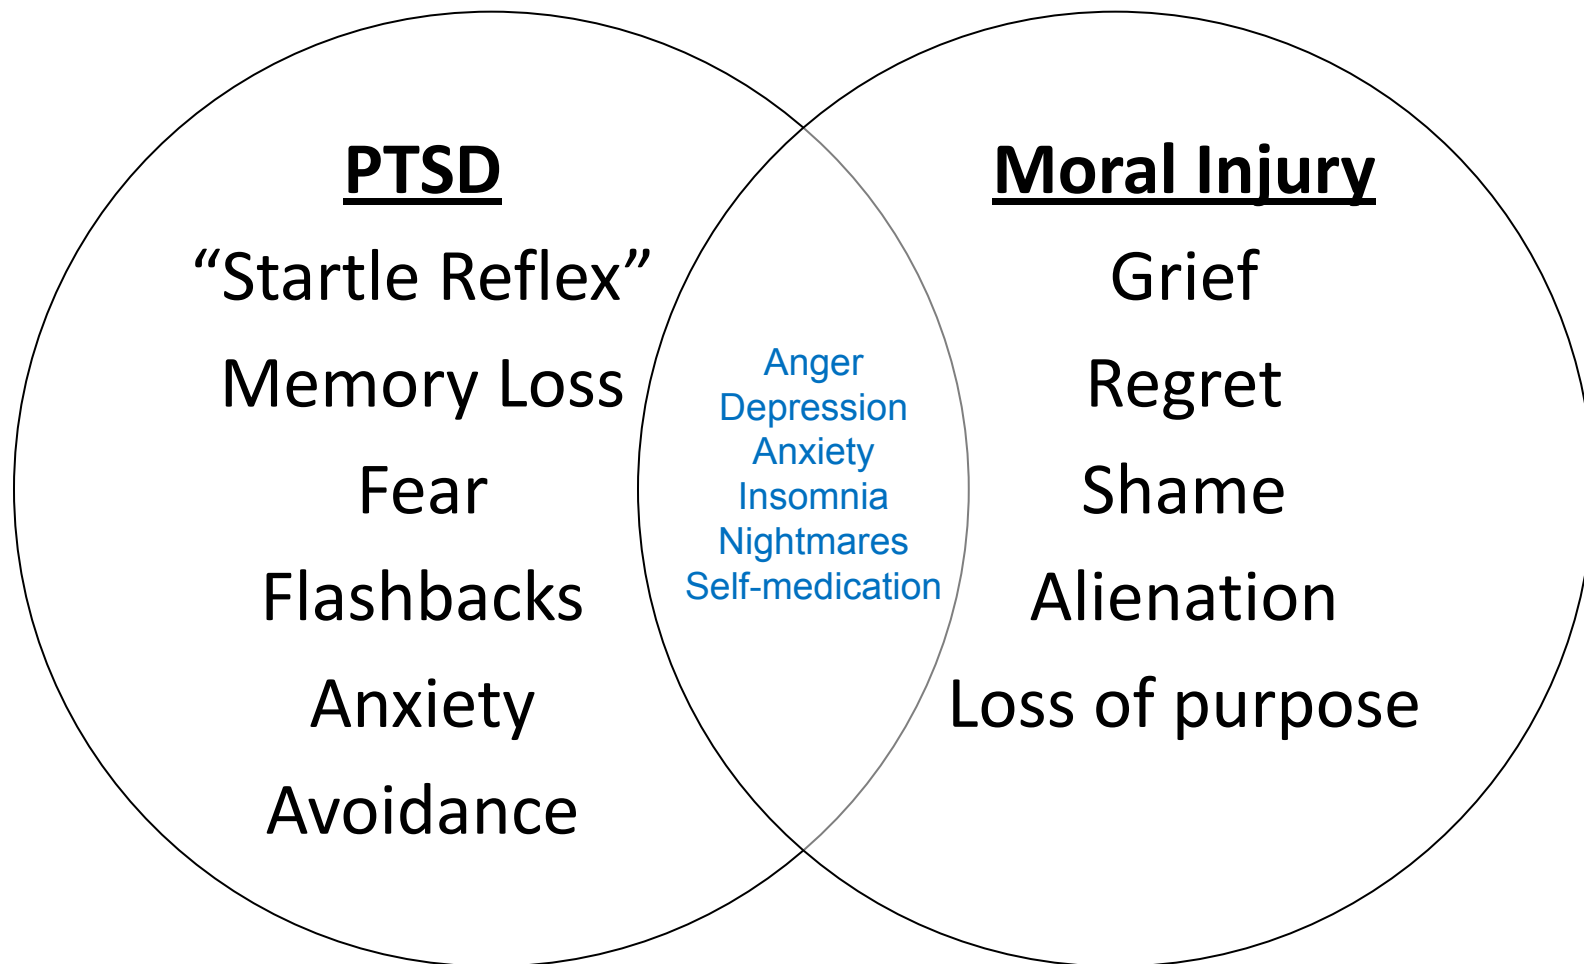 PTSD
“Startle Reflex”
Memory Loss
Fear
Flashbacks
Anxiety
Avoidance
Anger
Depression
Anxiety
Insomnia
Nightmares
Self-medication
Moral Injury
Grief
Regret
Shame
Alienation
Loss of purpose